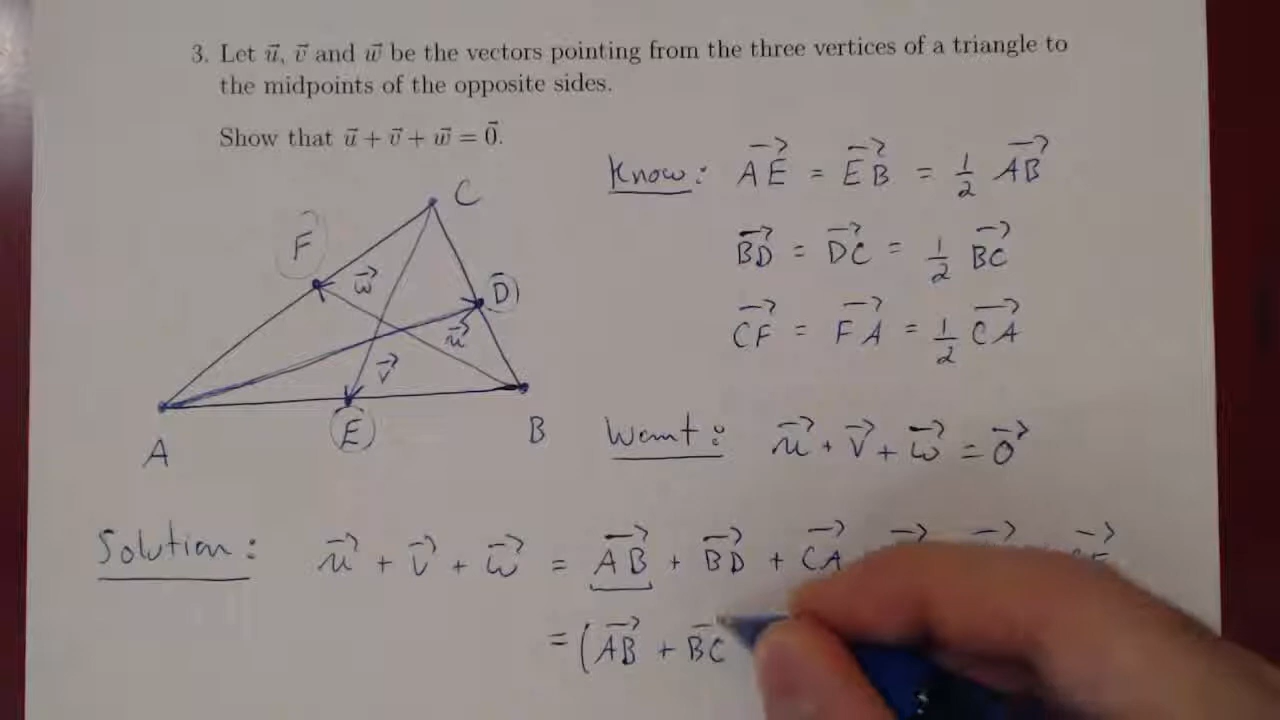 3. Let u⃗, v⃗ and w⃗ be the vectors pointing from the three vertices of a triangle to
the midpoints of the opposite sides.
Show that u⃗ + v⃗ + w⃗ = 0⃗.
C
F
w⃗
D
u⃗
v⃗
A
E
B
Know: AE⃗ = EB⃗ = 1/2 AB⃗
BD⃗ = DC⃗ = 1/2 BC⃗
CF⃗ = FA⃗ = 1/2 CA⃗
Want: u⃗ + v⃗ + w⃗ = 0⃗
Solution: u⃗ + v⃗ + w⃗ = AB⃗ + BD⃗ + CA⃗
= (AB⃗ + BC⃗